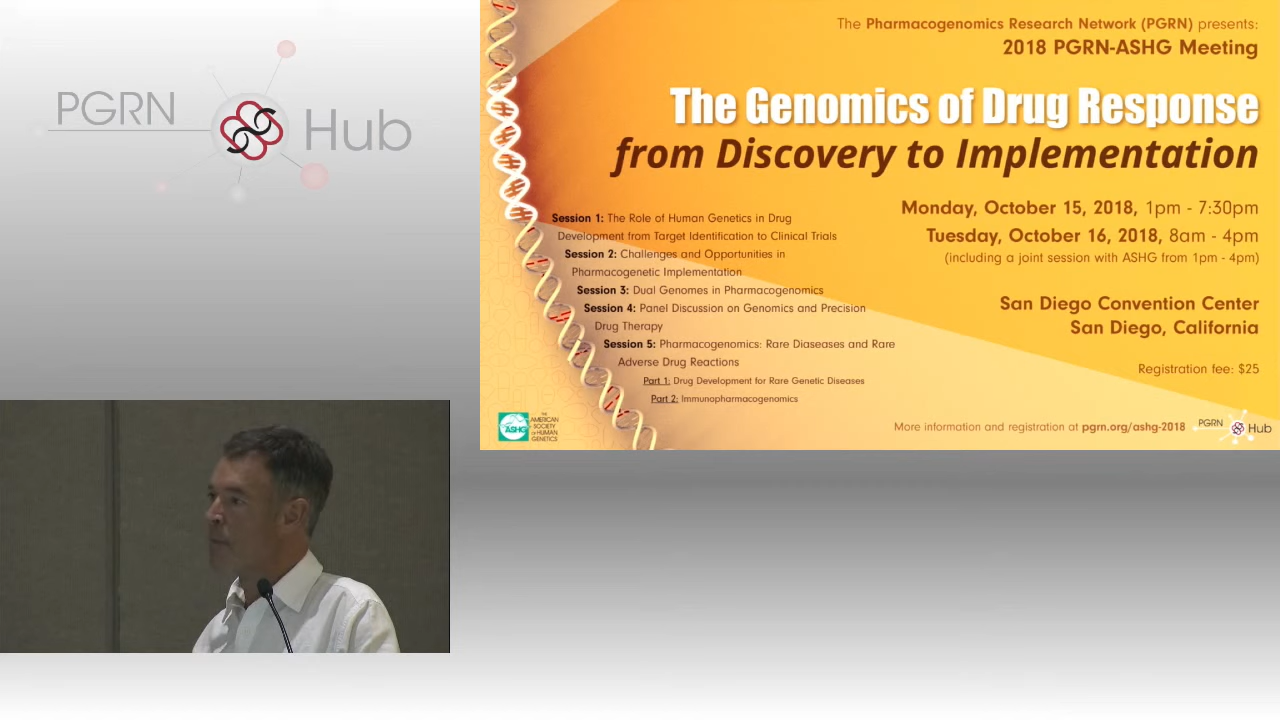 PGRN
Hub
The Pharmacogenomics Research Network (PGRN) presents:
2018 PGRN-ASHG Meeting
The Genomics of Drug Response
from Discovery to Implementation
Monday, October 15, 2018, 1pm - 7:30pm
Tuesday, October 16, 2018, 8am - 4pm
(including a joint session with ASHG from 1pm - 4pm)
San Diego Convention Center
San Diego, California
Registration fee: $25
Session 1: The Role of Human Genetics in Drug
Development from Target Identification to Clinical Trials
Session 2: Challenges and Opportunities in
Pharmacogenetic Implementation
Session 3: Dual Genomes in Pharmacogenomics
Session 4: Panel Discussion on Genomics and Precision
Drug Therapy
Session 5: Pharmacogenomics: Rare Diaseases and Rare
Adverse Drug Reactions
Part 1: Drug Development for Rare Genetic Diseases
Part 2: Immunopharmacogenomics
ASHG
THE
AMERICAN
SOCIETY
OF HUMAN
GENETICS
More information and registration at pgrn.org/ashg-2018
PGRN
Hub